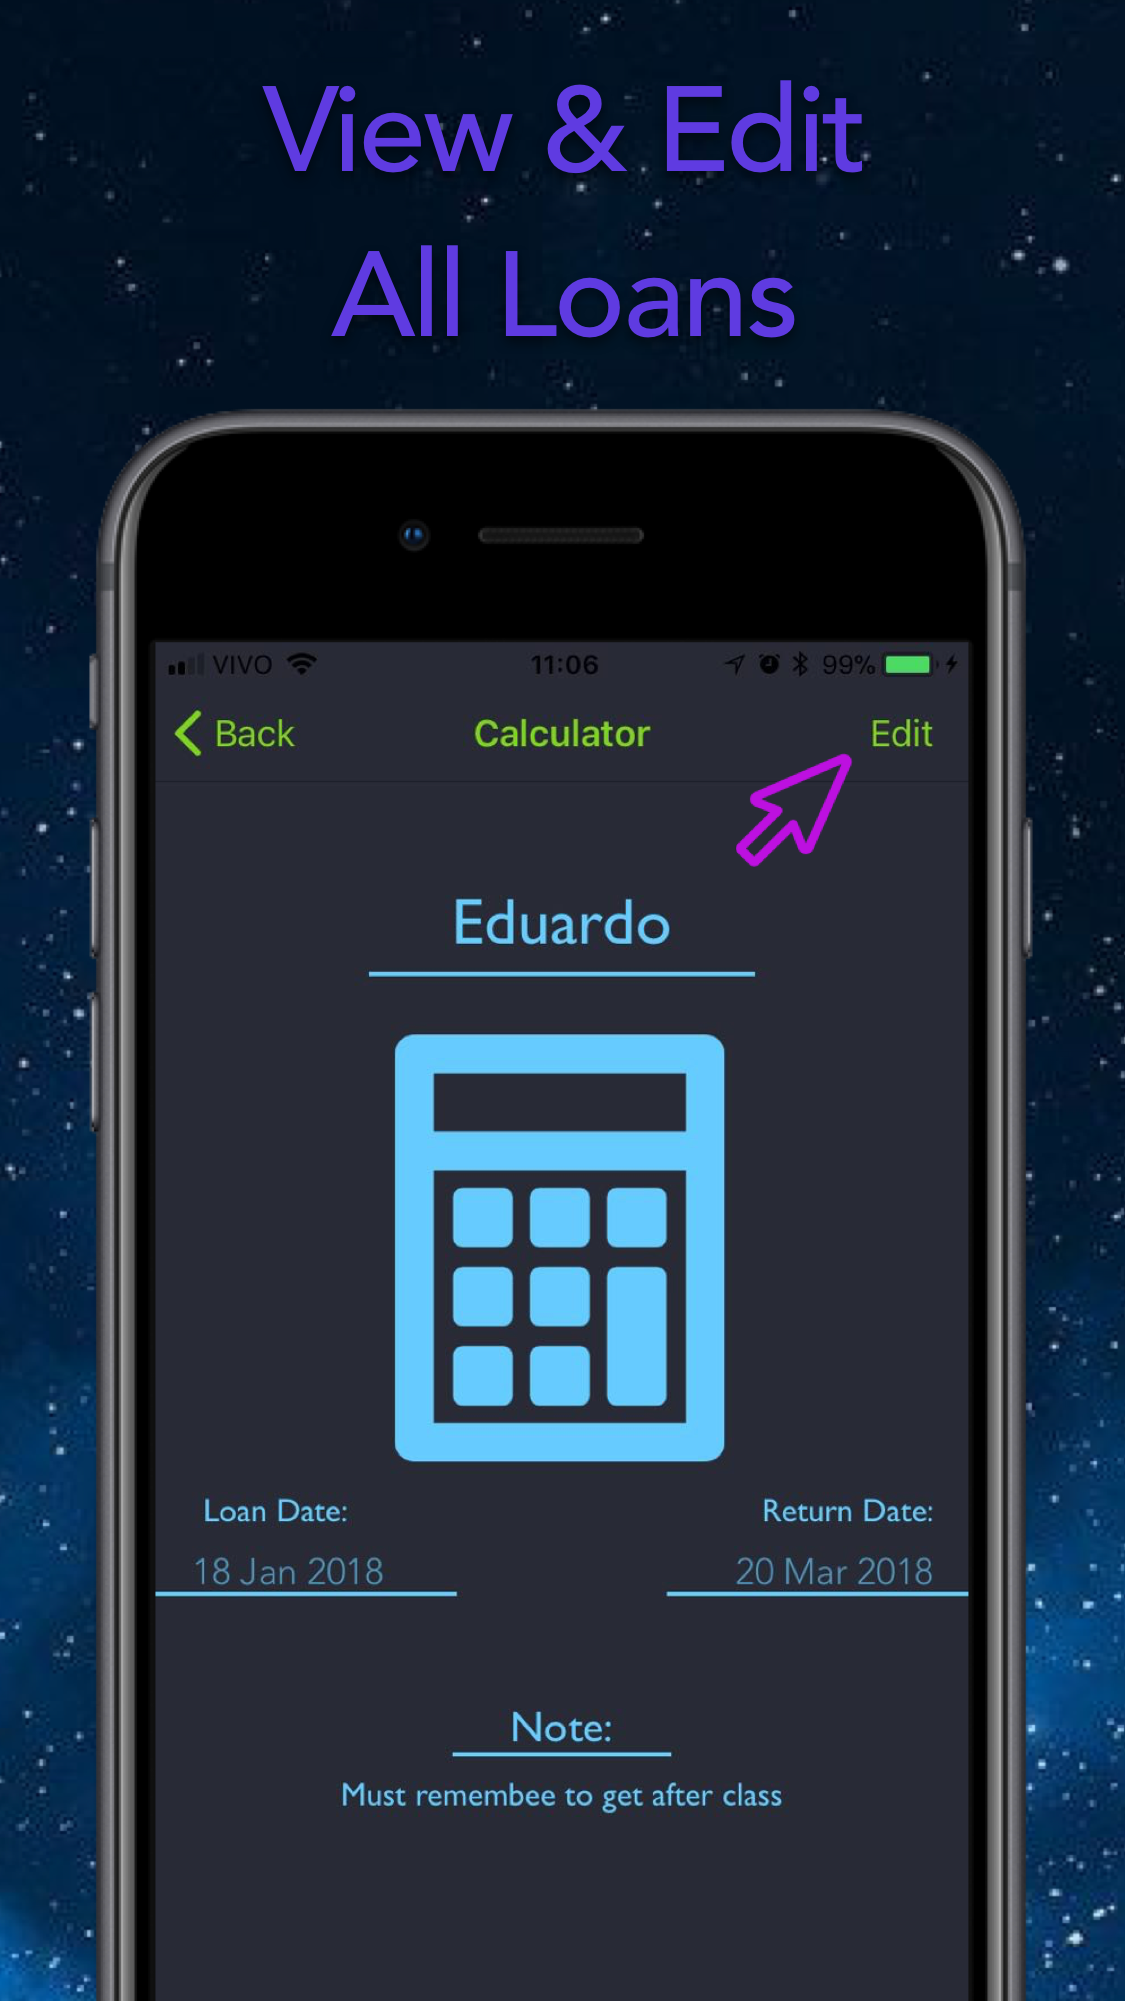 View & Edit
All Loans
VIVO 11:06 99%
Back Calculator Edit
Eduardo
Loan Date: Return Date:
18 Jan 2018 20 Mar 2018
Note:
Must remembee to get after class